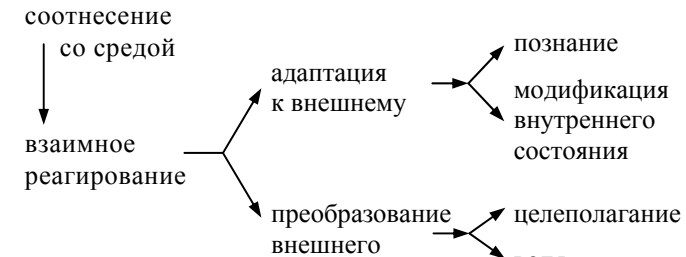 соотнесение
со средой
взаимное
реагирование
адаптация
к внешнему
преобразование
внешнего
познание
модификация
внутреннего
состояния
целеполагание